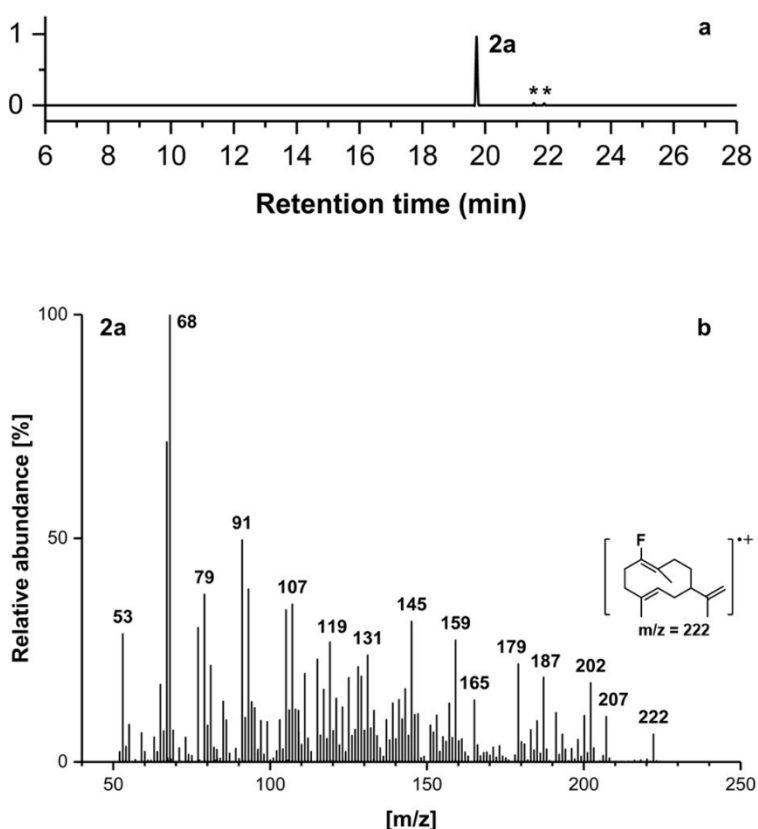 a
1
2a
* *
0
6 8 10 12 14 16 18 20 22 24 26 28
Retention time (min)
100
2a
68
b
Relative abundance [%]
50
91
79
53
107
119
131
145
159
165
179
187
202
207
222
F
•+
m/z = 222
0
50 100 150 200 250
[m/z]